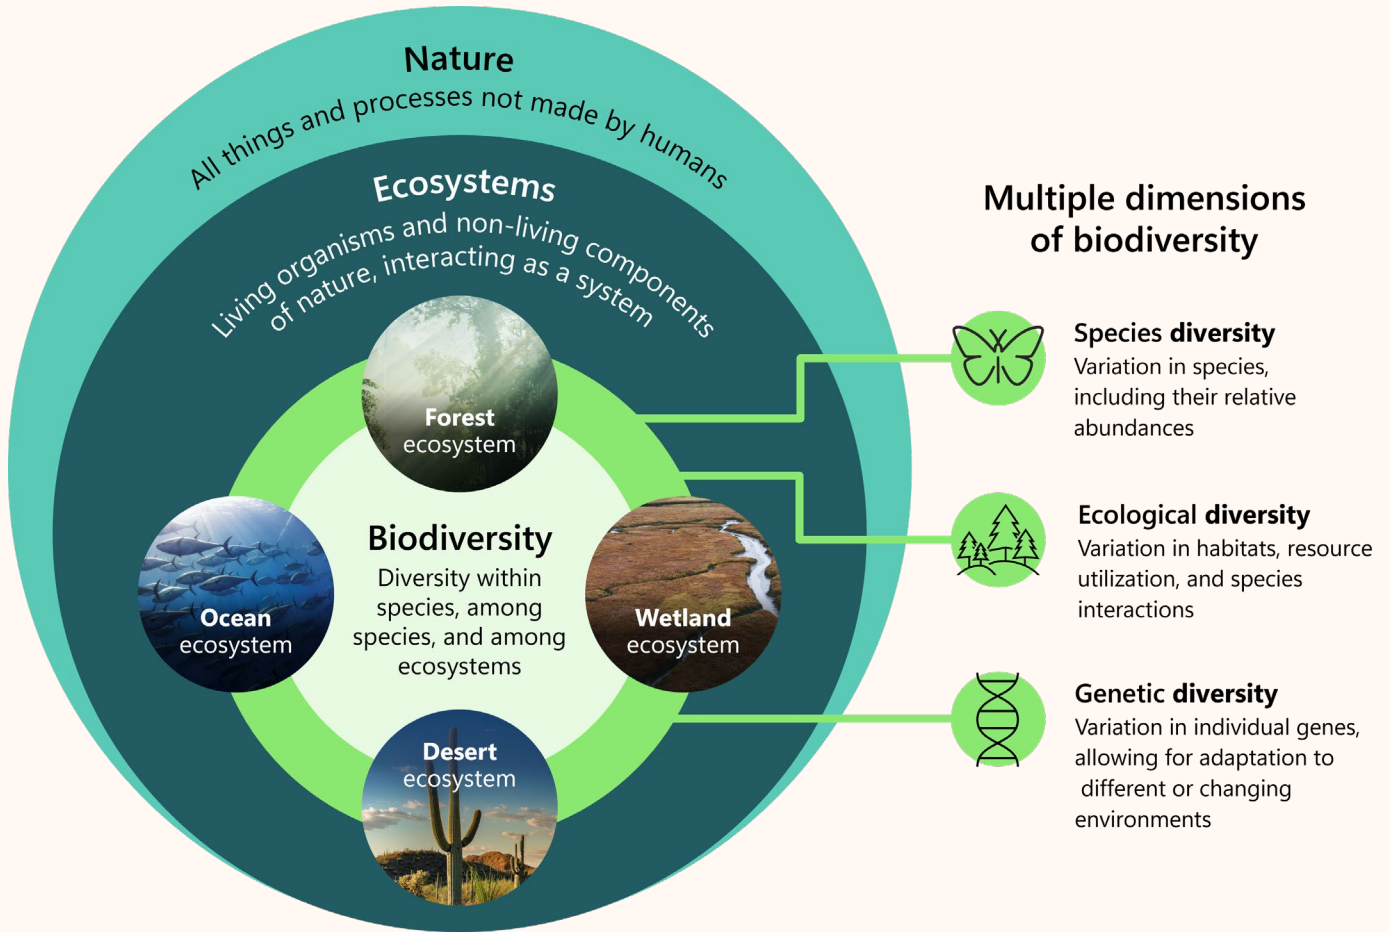 Nature
All things and processes not made by humans
Ecosystems
Living organisms and non-living components
of nature, interacting as a system
Forest
ecosystem
Ocean
ecosystem
Biodiversity
Diversity within
species, among
species, and among
ecosystems
Wetland
ecosystem
Desert
ecosystem
Multiple dimensions
of biodiversity
Species diversity
Variation in species,
including their relative
abundances
Ecological diversity
Variation in habitats, resource
utilization, and species
interactions
Genetic diversity
Variation in individual genes,
allowing for adaptation to
different or changing
environments